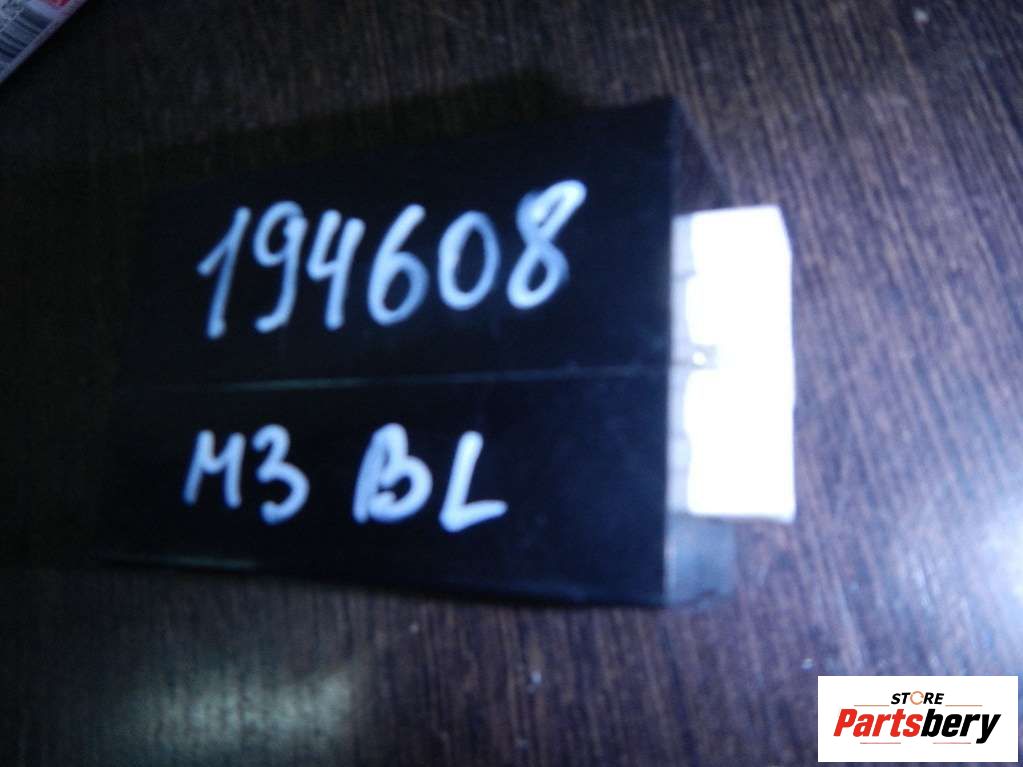 194608
M3 BL
STORE
Partsbery